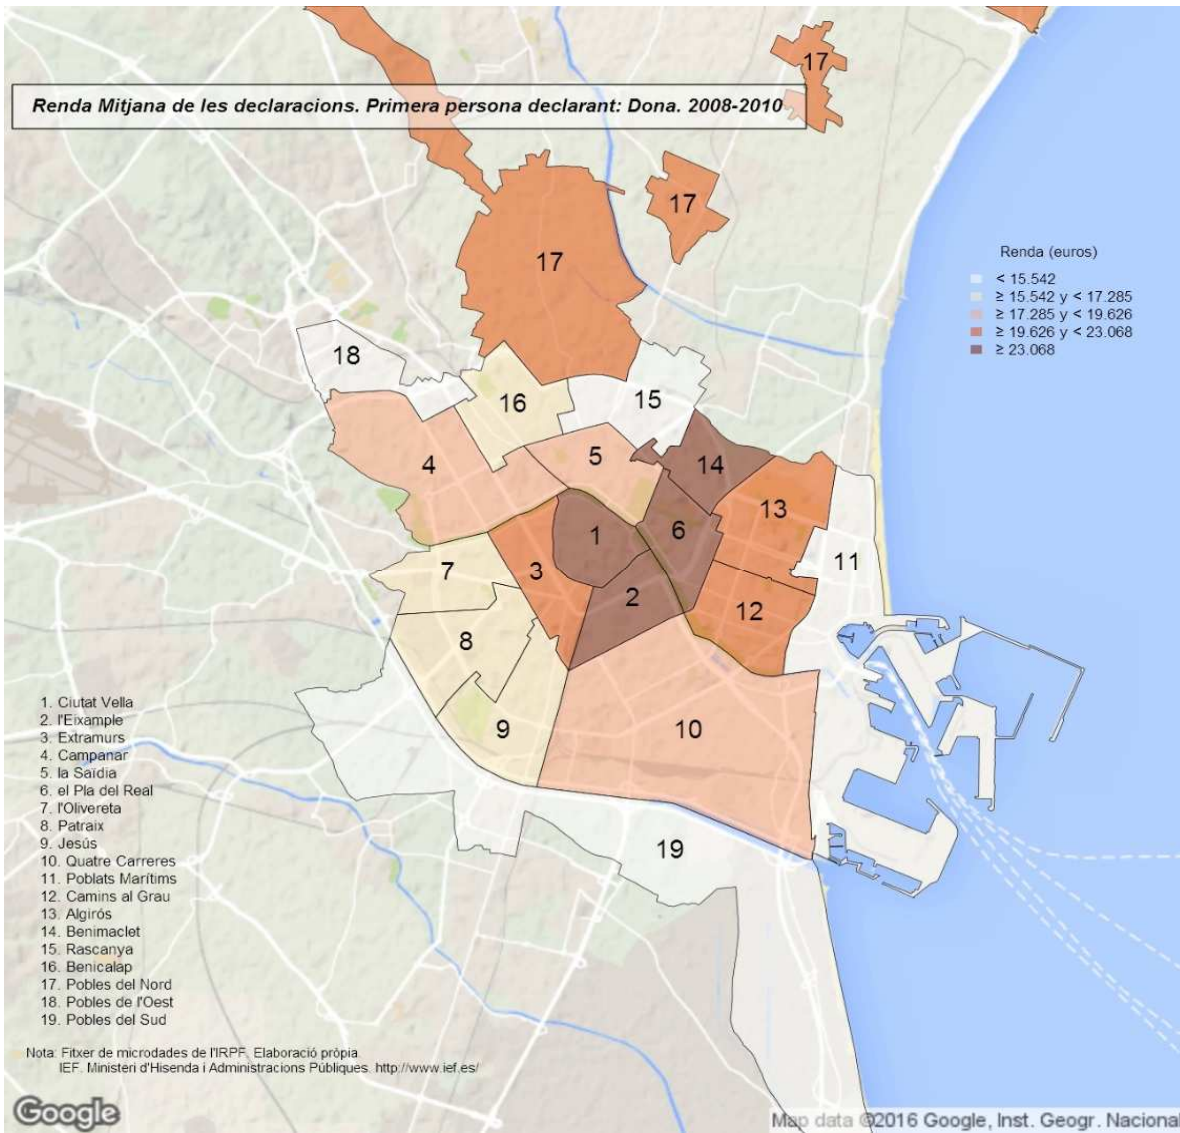 Renda Mitjana de les declaracions. Primera persona declarant: Dona. 2008-2010
17
17
17
18
16
15
4
5
14
13
6
1
11
7
3
2
12
8
9
10
19
Renda (euros)
< 15.542
≥ 15.542 y < 17.285
≥ 17.285 y < 19.626
≥ 19.626 y < 23.068
≥ 23.068
1. Ciutat Vella
2. l'Eixample
3. Extramurs
4. Campanar
5. la Saïdia
6. el Pla del Real
7. l'Olivereta
8. Patraix
9. Jesús
10. Quatre Carreres
11. Poblats Marítims
12. Camins al Grau
13. Algirós
14. Benimaclet
15. Rascanya
16. Benicalap
17. Pobles del Nord
18. Pobles de l'Oest
19. Pobles del Sud
Nota: Fitxer de microdades de l'IRPF. Elaboració pròpia.
IEF. Ministeri d'Hisenda i Administracions Públiques. http://www.ief.es/
Google
Map data ©2016 Google, Inst. Geogr. Nacional